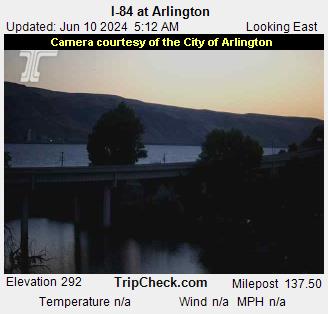 I-84 at Arlington
Updated: Jun 10 2024 5:12 AM Looking East
Camera courtesy of the City of Arlington
Elevation 292 TripCheck.com Milepost 137.50
Temperature n/a Wind n/a MPH n/a